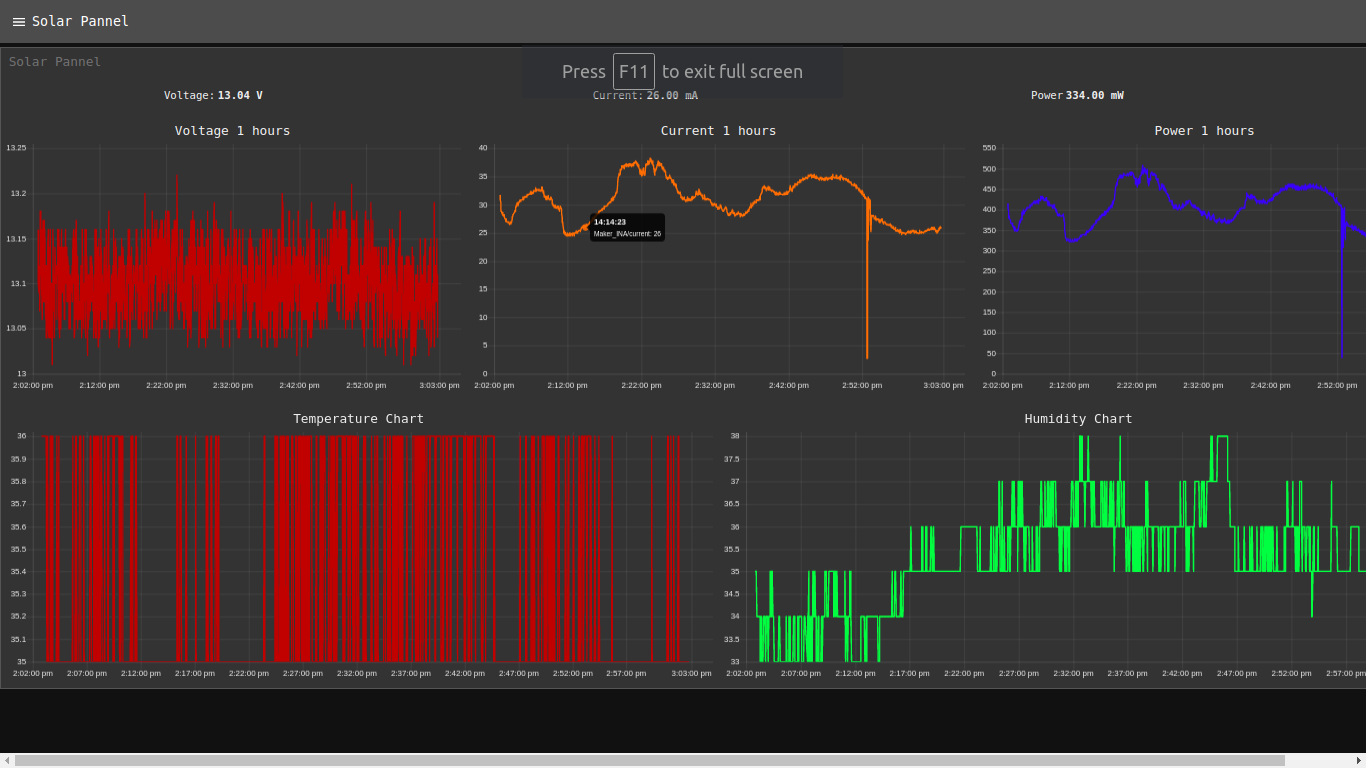 Solar Pannel
Solar Pannel
Press F11 to exit full screen
Voltage: 13.04 V
Current: 26.00 mA
Power 334.00 mW
Voltage 1 hours
13.25
13.2
13.15
13.1
13.05
13
2:02:00 pm 2:12:00 pm 2:22:00 pm 2:32:00 pm 2:42:00 pm 2:52:00 pm 3:03:00 pm
Current 1 hours
40
35
30
25
20
15
10
5
0
14:14:23
Maker_INA/current: 26
2:02:00 pm 2:12:00 pm 2:22:00 pm 2:32:00 pm 2:42:00 pm 2:52:00 pm 3:03:00 pm
Power 1 hours
550
500
450
400
350
300
250
200
150
100
50
0
2:02:00 pm 2:12:00 pm 2:22:00 pm 2:32:00 pm 2:42:00 pm 2:52:00 pm
Temperature Chart
36
35.9
35.8
35.7
35.6
35.5
35.4
35.3
35.2
35.1
35
2:02:00 pm 2:07:00 pm 2:12:00 pm 2:17:00 pm 2:22:00 pm 2:27:00 pm 2:32:00 pm 2:37:00 pm 2:42:00 pm 2:47:00 pm 2:52:00 pm 2:57:00 pm 3:03:00 pm
Humidity Chart
38
37.5
37
36.5
36
35.5
35
34.5
34
33.5
33
2:02:00 pm 2:07:00 pm 2:12:00 pm 2:17:00 pm 2:22:00 pm 2:27:00 pm 2:32:00 pm 2:37:00 pm 2:42:00 pm 2:47:00 pm 2:52:00 pm 2:57:00 pm